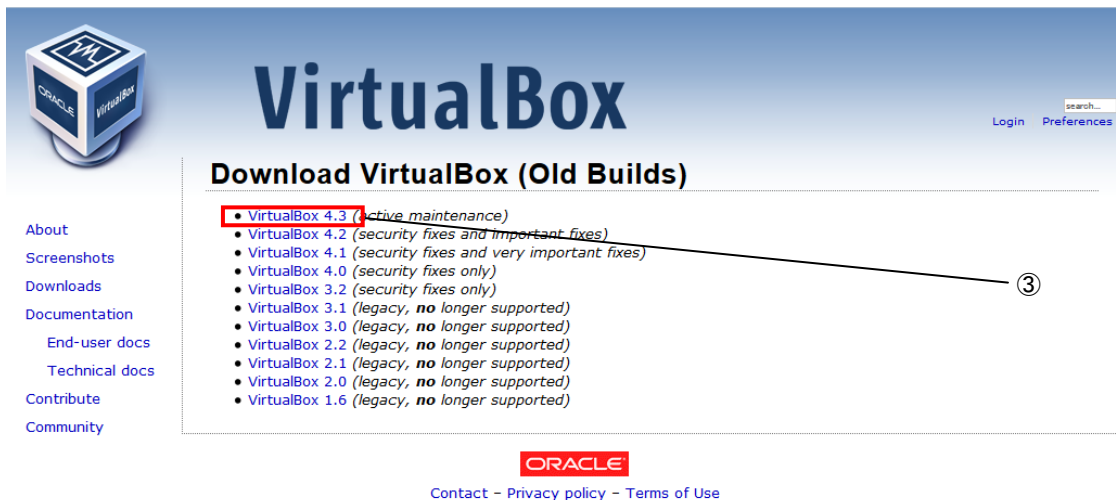 ORACLE
VirtualBox
VirtualBox
search...
Login Preferences
Download VirtualBox (Old Builds)
• VirtualBox 4.3 (active maintenance)
• VirtualBox 4.2 (security fixes and important fixes)
• VirtualBox 4.1 (security fixes and very important fixes)
• VirtualBox 4.0 (security fixes only)
• VirtualBox 3.2 (security fixes only)
• VirtualBox 3.1 (legacy, no longer supported)
• VirtualBox 3.0 (legacy, no longer supported)
• VirtualBox 2.2 (legacy, no longer supported)
• VirtualBox 2.1 (legacy, no longer supported)
• VirtualBox 2.0 (legacy, no longer supported)
• VirtualBox 1.6 (legacy, no longer supported)
③
About
Screenshots
Downloads
Documentation
End-user docs
Technical docs
Contribute
Community
ORACLE
Contact – Privacy policy – Terms of Use